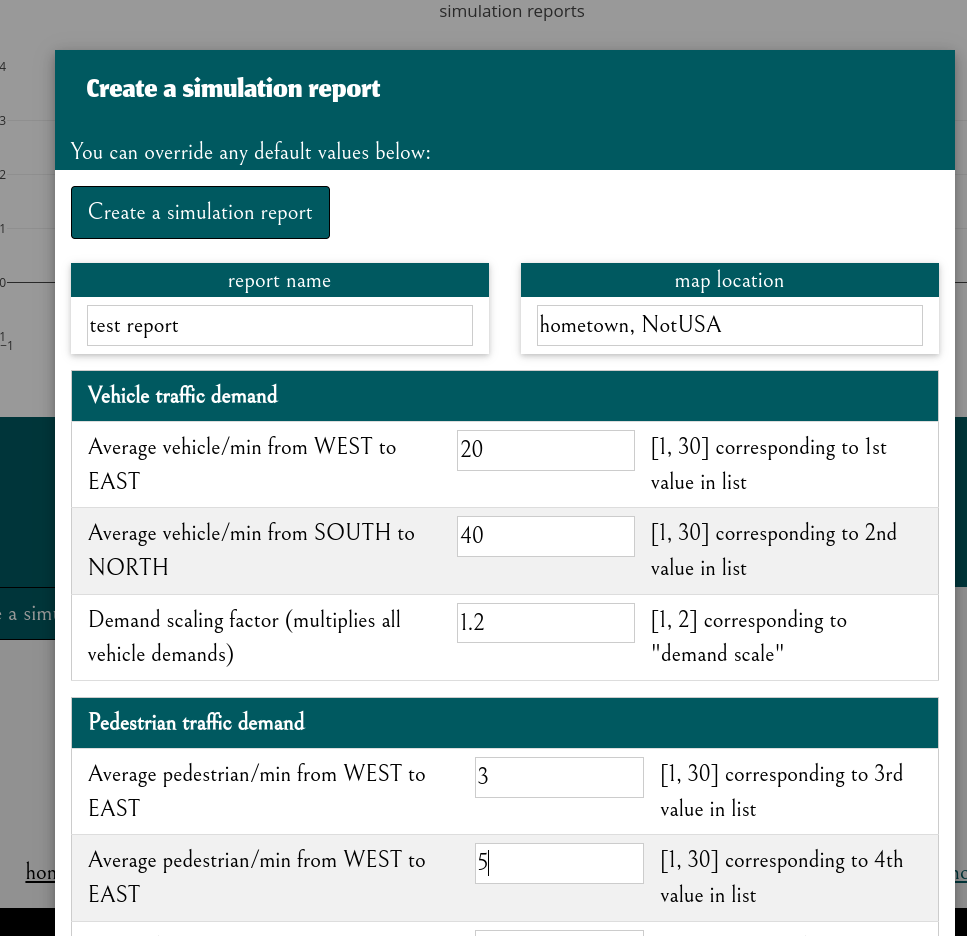 simulation reports
4
3
2
1
0
1
−1
Create a simulation report
You can override any default values below:
Create a simulation report
report name
map location
test report
hometown, NotUSA
Vehicle traffic demand
Average vehicle/min from WEST to
EAST
20
[1, 30] corresponding to 1st
value in list
Average vehicle/min from SOUTH to
NORTH
40
[1, 30] corresponding to 2nd
value in list
Demand scaling factor (multiplies all
vehicle demands)
1.2
[1, 2] corresponding to
"demand scale"
Pedestrian traffic demand
Average pedestrian/min from WEST to
EAST
3
[1, 30] corresponding to 3rd
value in list
Average pedestrian/min from WEST to
EAST
5
[1, 30] corresponding to 4th
value in list